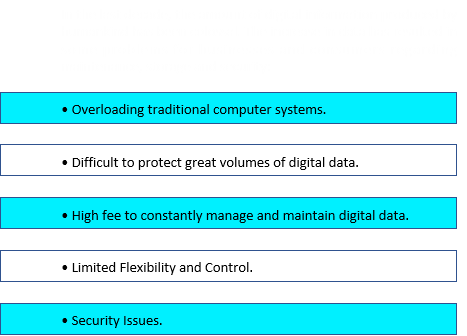 • Overloading traditional computer systems.
• Difficult to protect great volumes of digital data.
• High fee to constantly manage and maintain digital data.
• Limited Flexibility and Control.
• Security Issues.